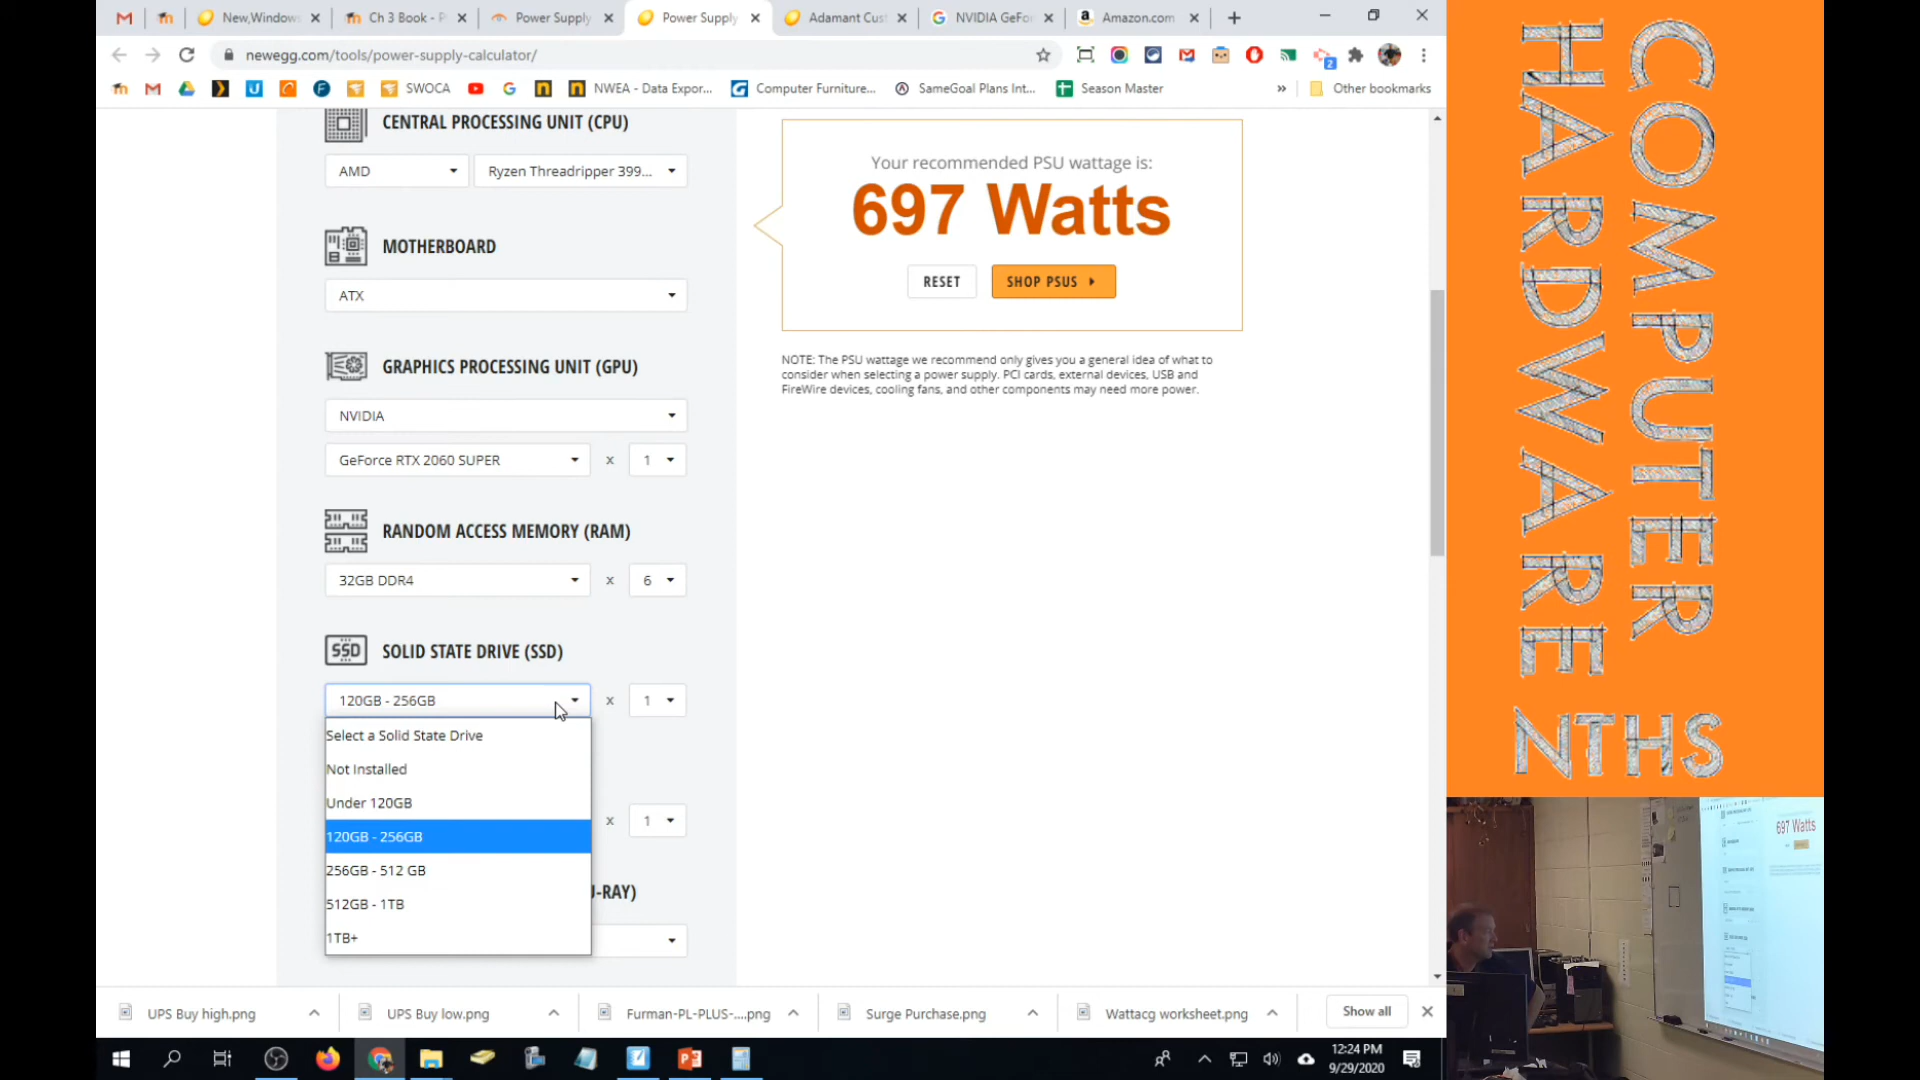 New,Windows
Ch 3 Book - P
Power Supply
Power Supply
Adamant Cus
NVIDIA GeFo
Amazon.com
newegg.com/tools/power-supply-calculator/
2
SWOCA
NWEA - Data Expor...
Computer Furniture...
SameGoal Plans Int...
Season Master
»
Other bookmarks
CENTRAL PROCESSING UNIT (CPU)
AMD
Ryzen Threadripper 399...
MOTHERBOARD
ATX
GRAPHICS PROCESSING UNIT (GPU)
NVIDIA
GeForce RTX 2060 SUPER
x
1
RANDOM ACCESS MEMORY (RAM)
32GB DDR4
x
6
SSD
SOLID STATE DRIVE (SSD)
120GB - 256GB
x
1
Select a Solid State Drive
Not Installed
Under 120GB
120GB - 256GB
256GB - 512 GB
512GB - 1TB
1TB+
x
1
J-RAY)
Your recommended PSU wattage is:
697 Watts
RESET
SHOP PSUS
NOTE: The PSU wattage we recommend only gives you a general idea of what to
consider when selecting a power supply. PCI cards, external devices, USB and
FireWire devices, cooling fans, and other components may need more power.
UPS Buy high.png
UPS Buy low.png
Furman-PL-PLUS-....png
Surge Purchase.png
Wattacg worksheet.png
Show all
12:24 PM
9/29/2020
COMPUTER
HARDWARE
NTHS
697 Watts